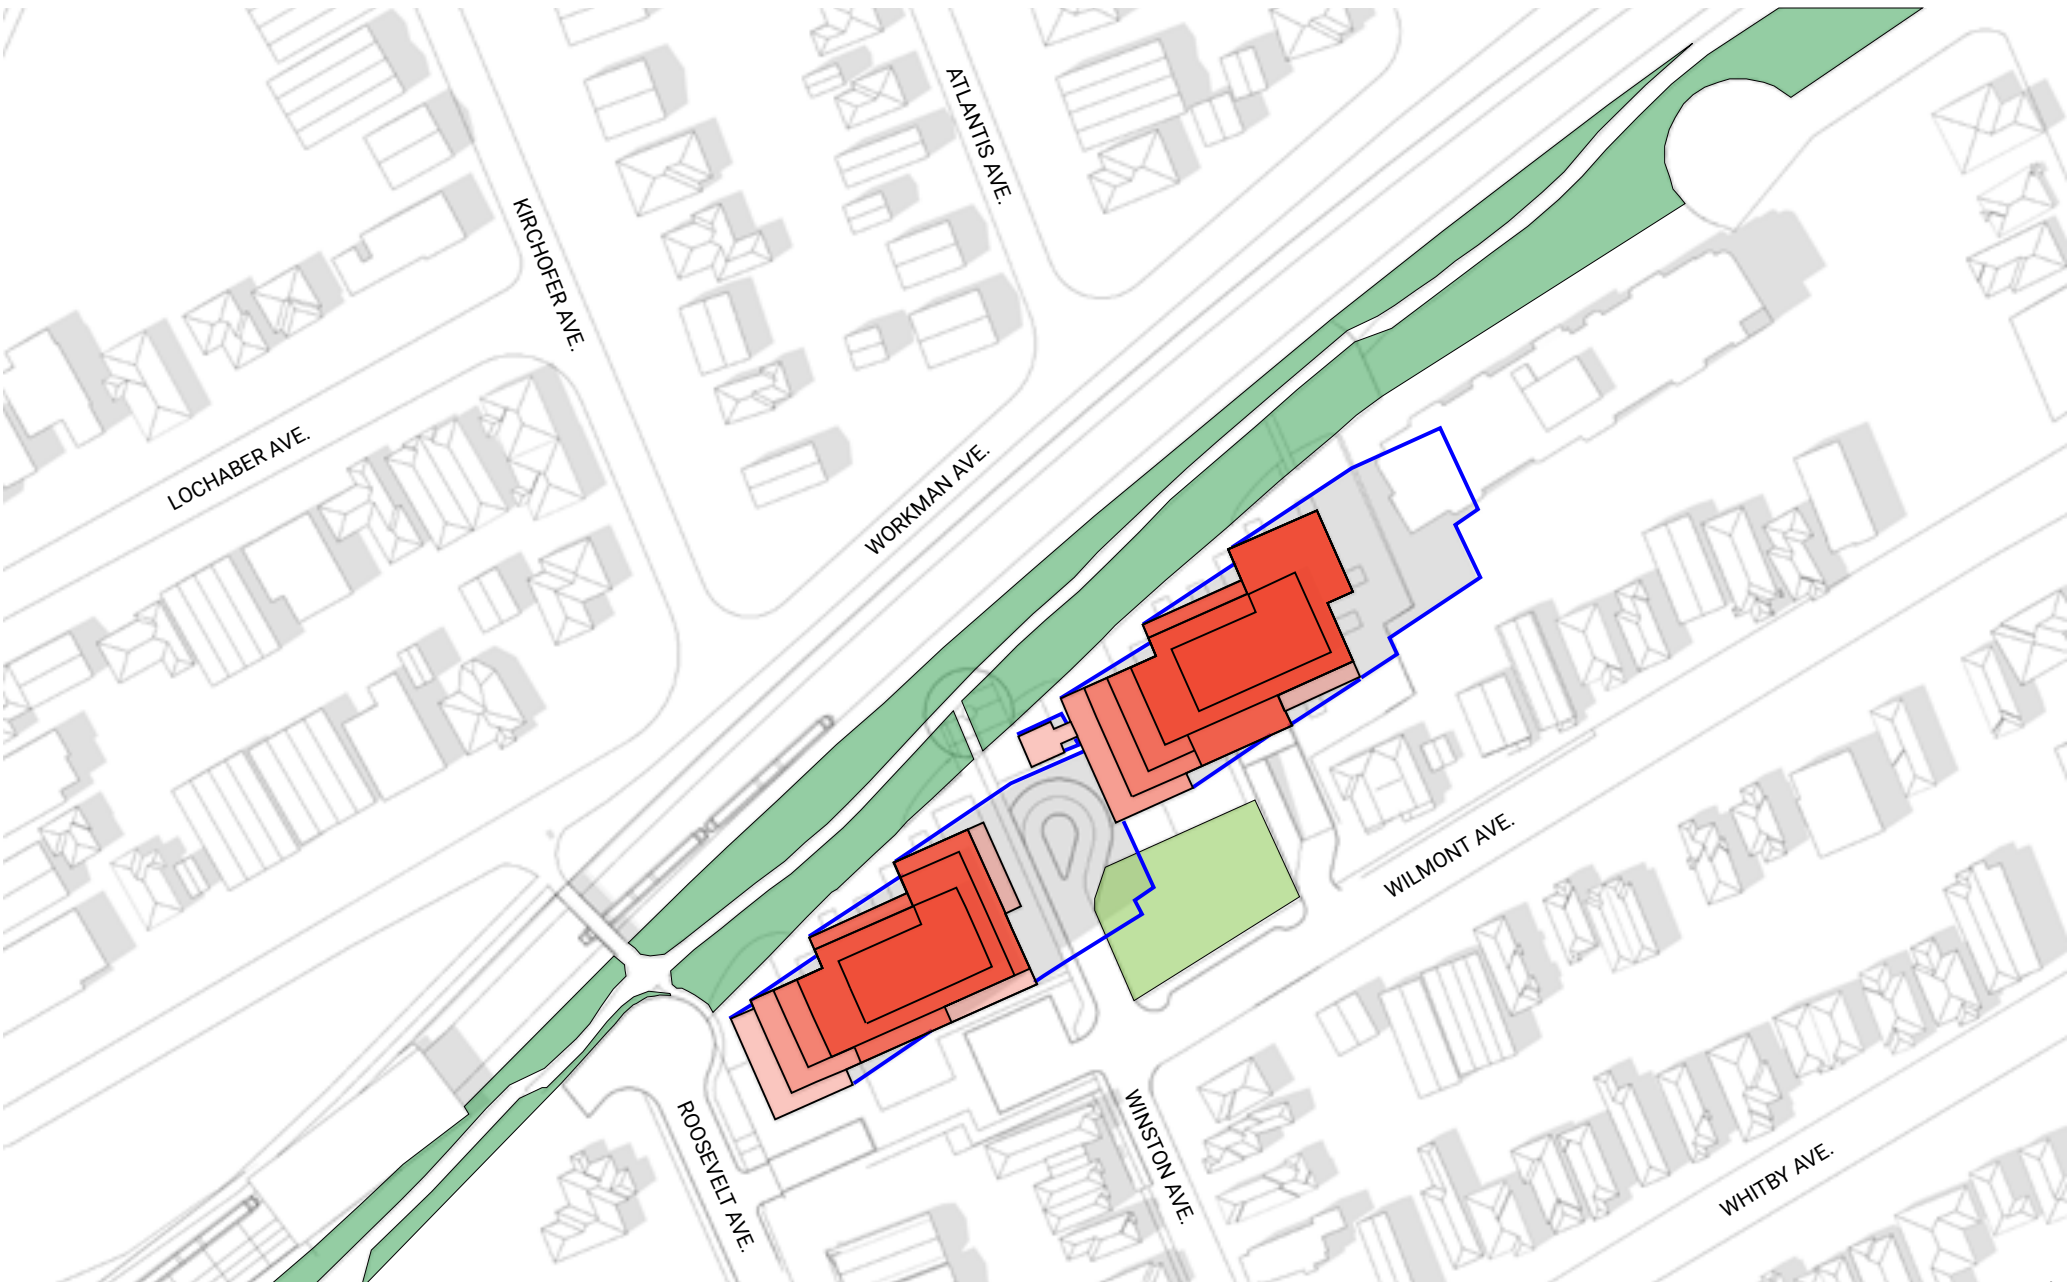 ATLANTIS AVE.
KIRCHOFER AVE.
LOCHABER AVE.
WORKMAN AVE.
WILMONT AVE.
ROOSEVELT AVE.
WINSTON AVE.
WHITBY AVE.